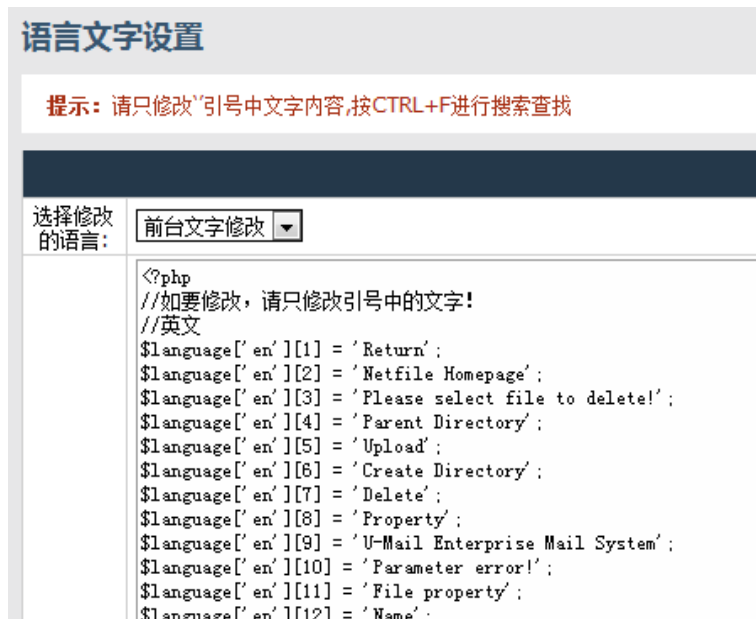 语言文字设置
提示：请只修改''引号中文字内容,按CTRL+F进行搜索查找
选择修改
的语言:
前台文字修改
<?php
//如要修改，请只修改引号中的文字!
//英文
$language['en'][1] = 'Return';
$language['en'][2] = 'Netfile Homepage';
$language['en'][3] = 'Please select file to delete!';
$language['en'][4] = 'Parent Directory';
$language['en'][5] = 'Upload';
$language['en'][6] = 'Create Directory';
$language['en'][7] = 'Delete';
$language['en'][8] = 'Property';
$language['en'][9] = 'U-Mail Enterprise Mail System';
$language['en'][10] = 'Parameter error!';
$language['en'][11] = 'File property';
$language['en'][12] = 'Name';